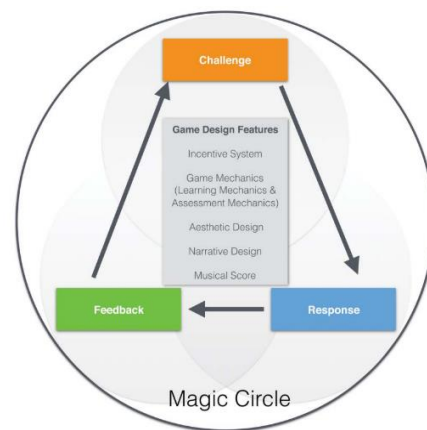 Challenge
Game Design Features
Incentive System
Game Mechanics
(Learning Mechanics &
Assessment Mechanics)
Aesthetic Design
Narrative Design
Musical Score
Feedback
Response
Magic Circle